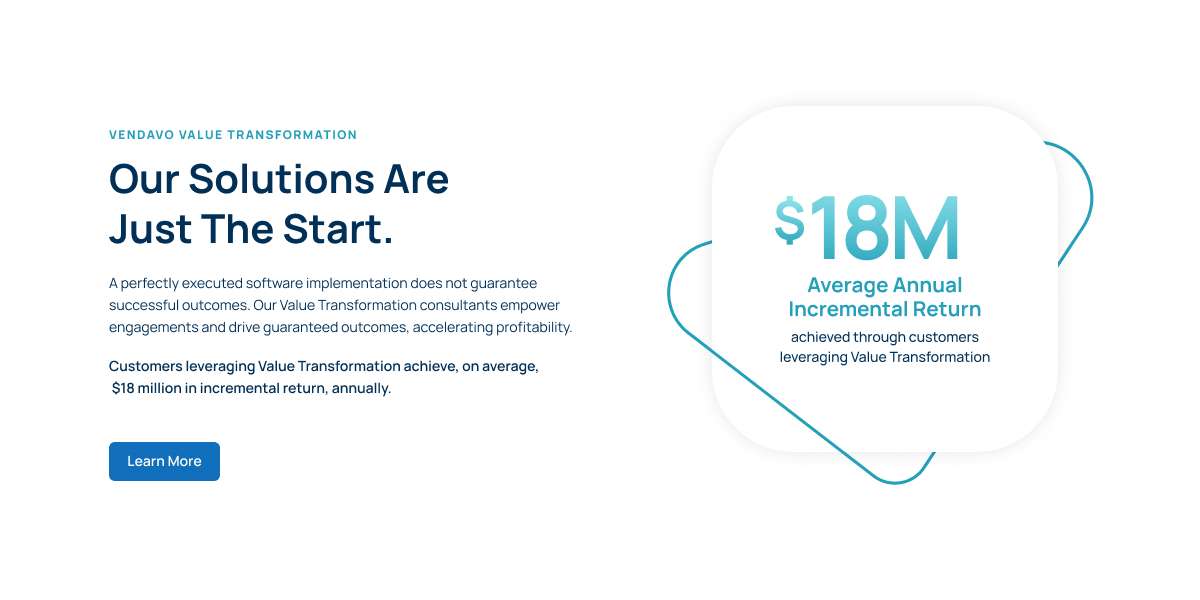 VENDAVO VALUE TRANSFORMATION
Our Solutions Are
Just The Start.
A perfectly executed software implementation does not guarantee
successful outcomes. Our Value Transformation consultants empower
engagements and drive guaranteed outcomes, accelerating profitability.
Customers leveraging Value Transformation achieve, on average,
$18 million in incremental return, annually.
Learn More
$18M
Average Annual
Incremental Return
achieved through customers
leveraging Value Transformation